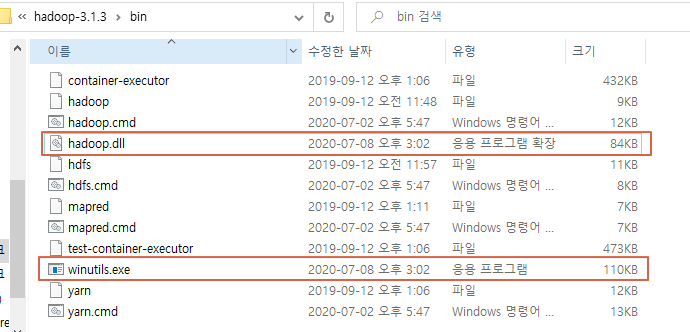 « hadoop-3.1.3 › bin
bin 검색
이름 수정한 날짜 유형 크기
container-executor 2019-09-12 오후 1:06 파일 432KB
hadoop 2019-09-12 오전 11:48 파일 9KB
hadoop.cmd 2020-07-02 오후 5:47 Windows 명령어 ... 12KB
hadoop.dll 2020-07-08 오후 3:02 응용 프로그램 확장 84KB
hdfs 2019-09-12 오전 11:57 파일 11KB
hdfs.cmd 2020-07-02 오후 5:47 Windows 명령어 ... 8KB
mapred 2019-09-12 오후 1:11 파일 7KB
mapred.cmd 2020-07-02 오후 5:47 Windows 명령어 ... 7KB
test-container-executor 2019-09-12 오후 1:06 파일 473KB
winutils.exe 2020-07-08 오후 3:02 응용 프로그램 110KB
yarn 2019-09-12 오후 1:06 파일 12KB
yarn.cmd 2020-07-02 오후 5:47 Windows 명령어 ... 13KB